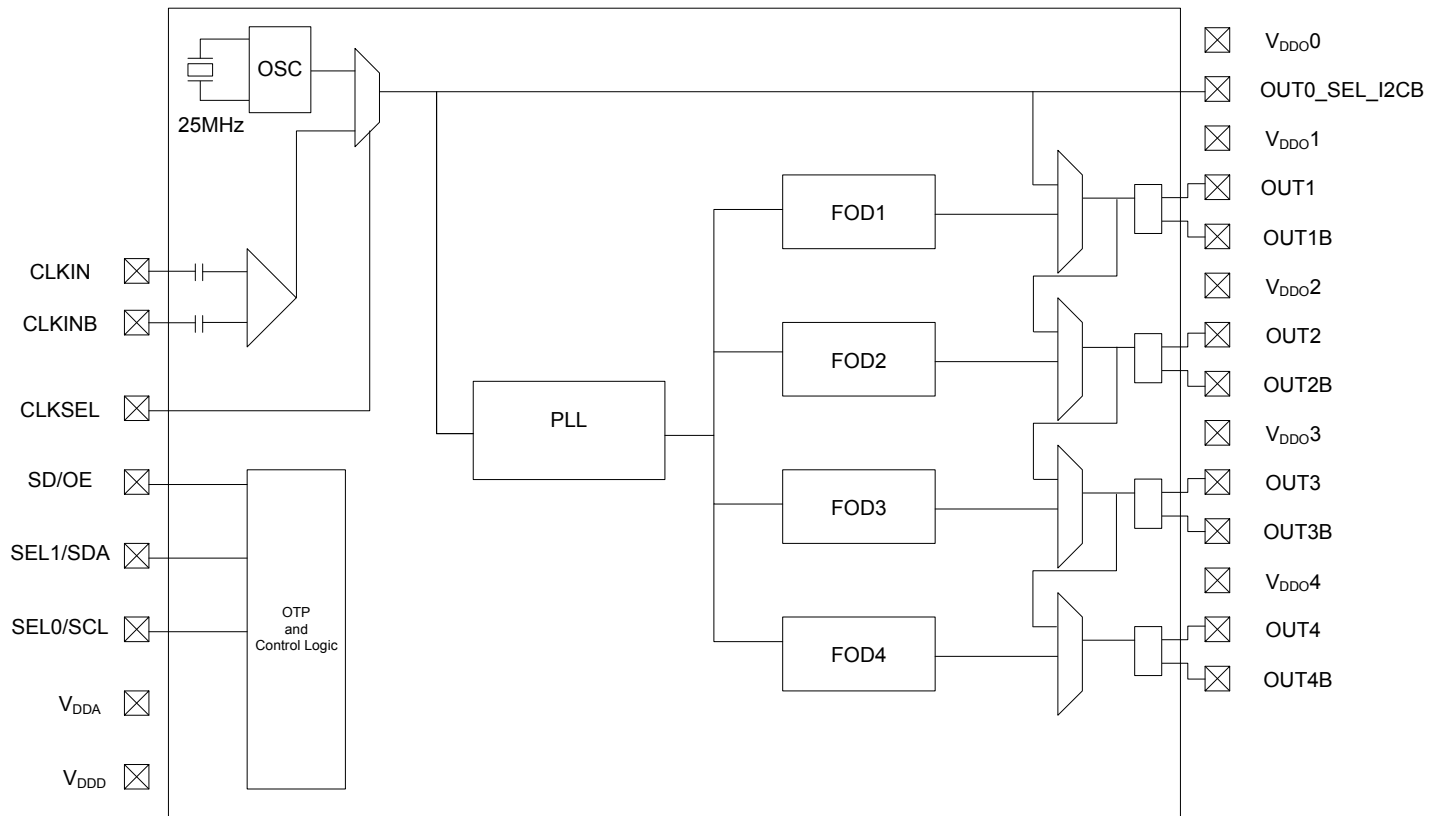 OSC
25MHz
CLKIN
CLKINB
CLKSEL
SD/OE
SEL1/SDA
SEL0/SCL
VDDA
VDDD
OTP
and
Control Logic
PLL
FOD1
FOD2
FOD3
FOD4
VDDO0
OUT0_SEL_I2CB
VDDO1
OUT1
OUT1B
VDDO2
OUT2
OUT2B
VDDO3
OUT3
OUT3B
VDDO4
OUT4
OUT4B